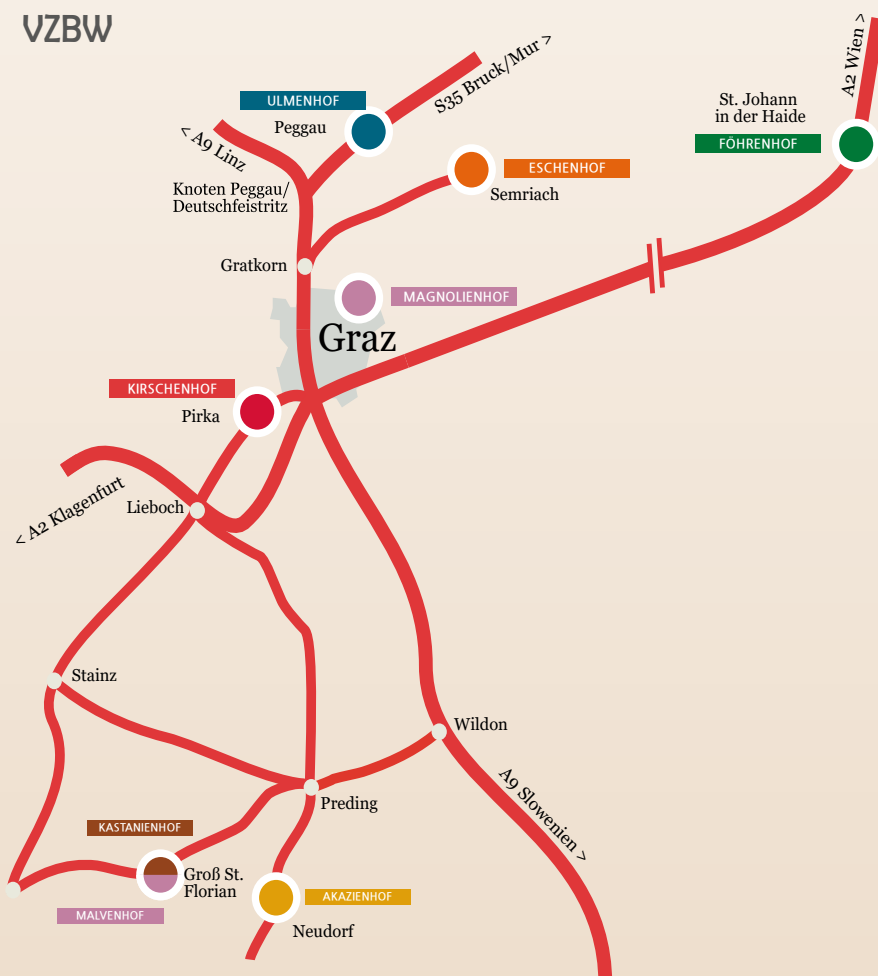 VZBW
S35 Bruck/Mur >
A2 Wien >
ULMENHOF
Peggau
St. Johann
in der Haide
FÖHRENHOF
< A9 Linz
ESCHENHOF
Semriach
Knoten Peggau/
Deutschfeistritz
Gratkorn
MAGNOLIENHOF
Graz
KIRSCHENHOF
Pirka
< A2 Klagenfurt
Lieboch
Stainz
Wildon
A9 Slowenien >
Preding
KASTANIENHOF
Groß St.
Florian
MALVENHOF
AKAZIENHOF
Neudorf